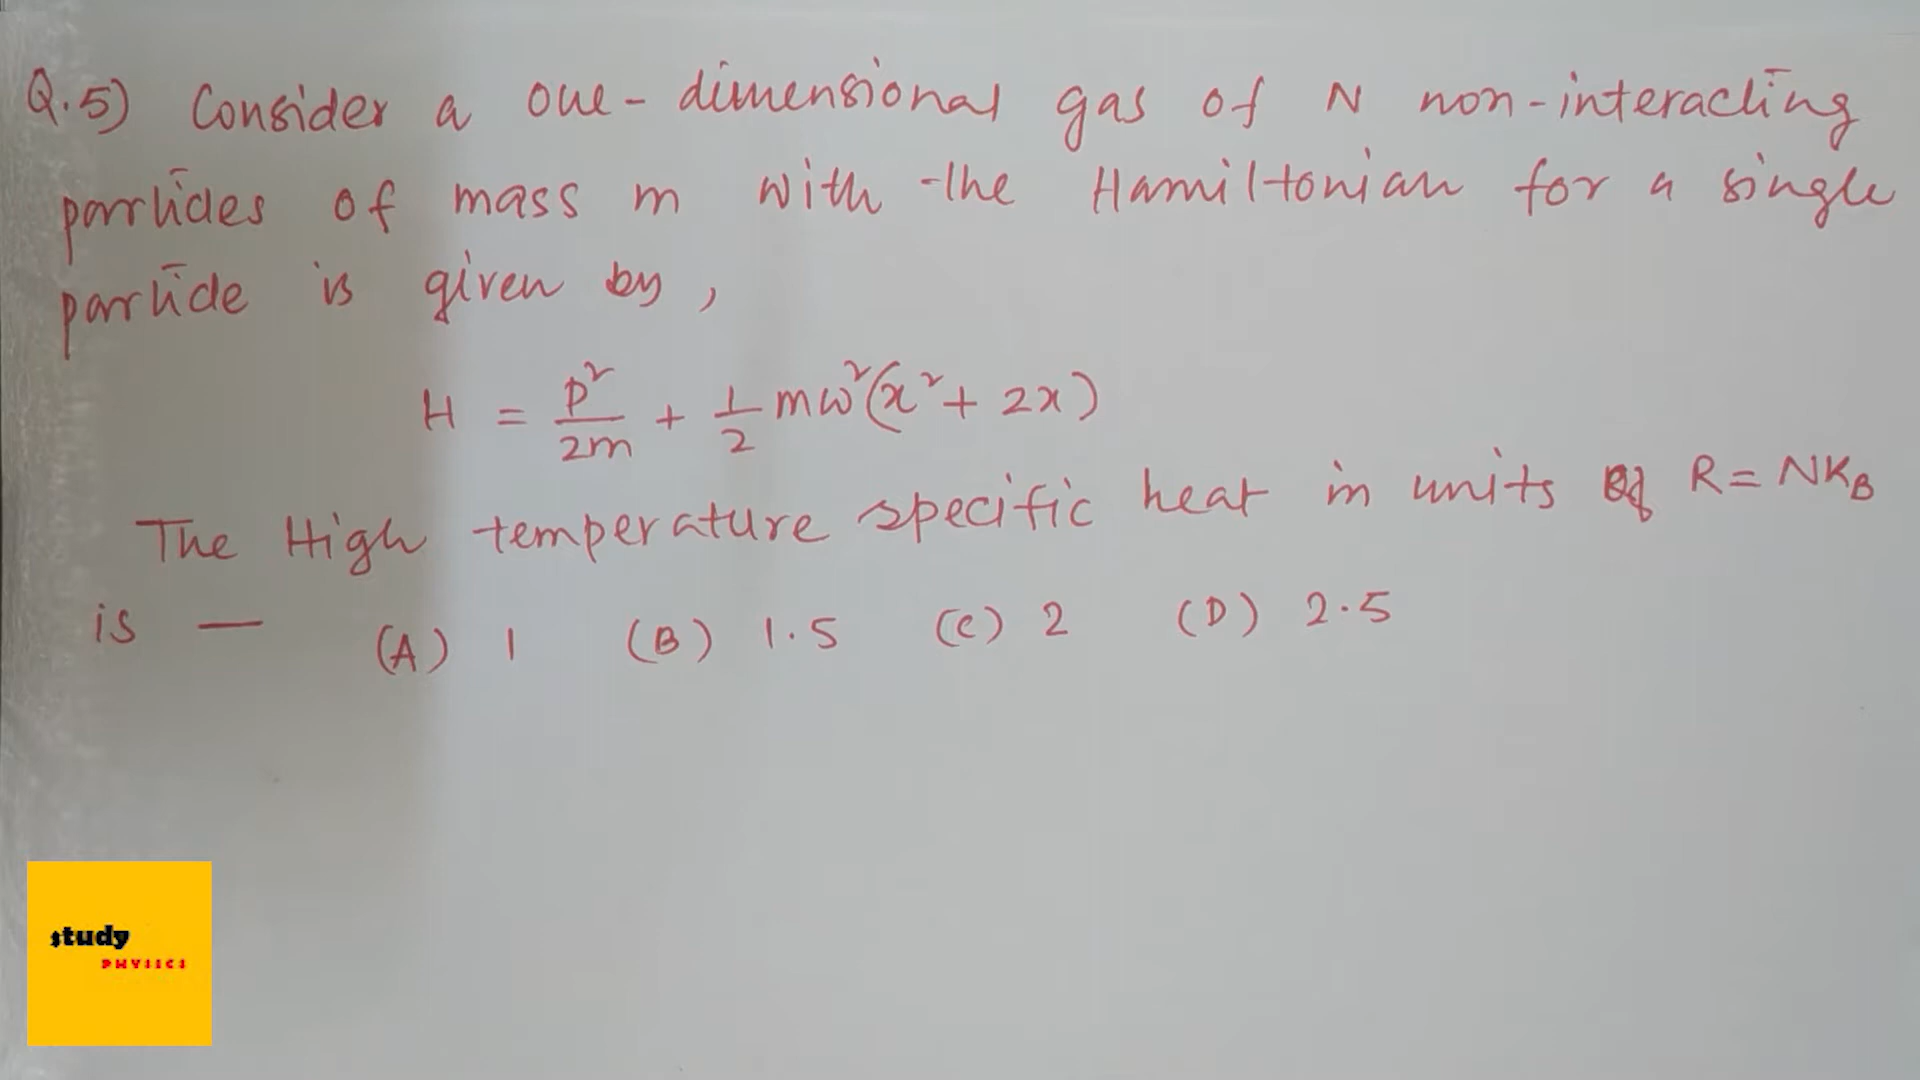 Q.5) Consider a one-dimensional gas of N non-interacting
particles of mass m with the Hamiltonian for a single
particle is given by,
H = p²/2m + 1/2 mω²(x² + 2x)
The High temperature specific heat in units of R = NKB
is — (A) 1 (B) 1.5 (C) 2 (D) 2.5
study
PHYSICS